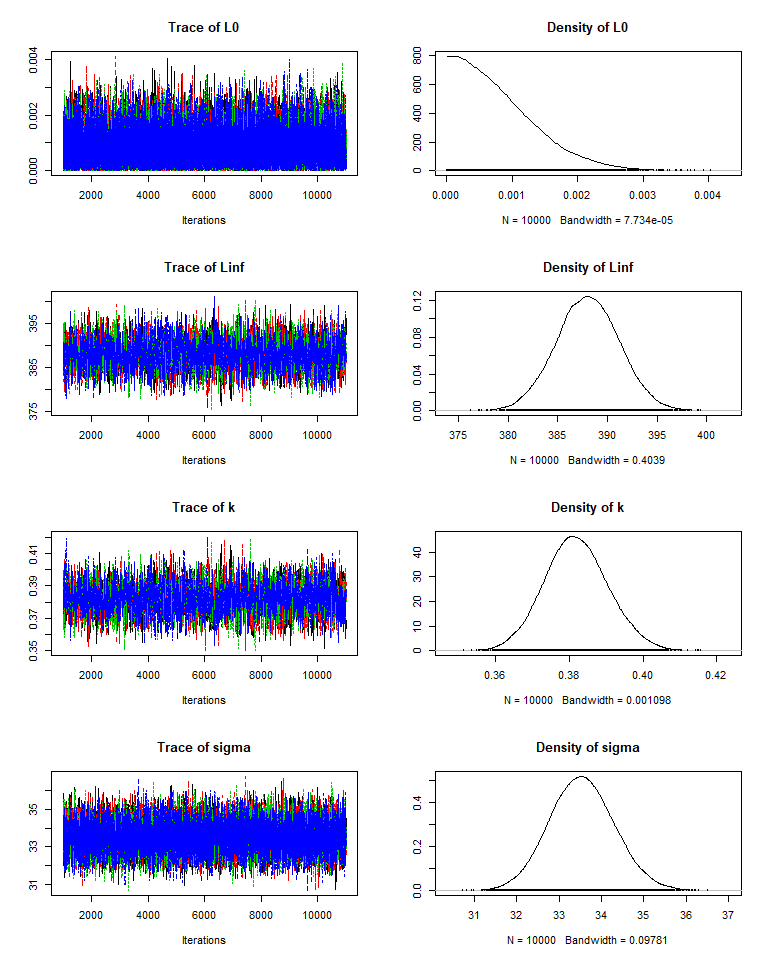 Trace of L0
0.000 0.002 0.004
2000 4000 6000 8000 10000
Iterations
Density of L0
0 200 400 600 800
0.000 0.001 0.002 0.003 0.004
N = 10000 Bandwidth = 7.734e-05
Trace of Linf
375 385 395
2000 4000 6000 8000 10000
Iterations
Density of Linf
0.00 0.04 0.08 0.12
375 380 385 390 395 400
N = 10000 Bandwidth = 0.4039
Trace of k
0.35 0.37 0.39 0.41
2000 4000 6000 8000 10000
Iterations
Density of k
0 10 20 30 40
0.36 0.38 0.40 0.42
N = 10000 Bandwidth = 0.001098
Trace of sigma
31 33 35
2000 4000 6000 8000 10000
Iterations
Density of sigma
0.0 0.2 0.4
31 32 33 34 35 36 37
N = 10000 Bandwidth = 0.09781